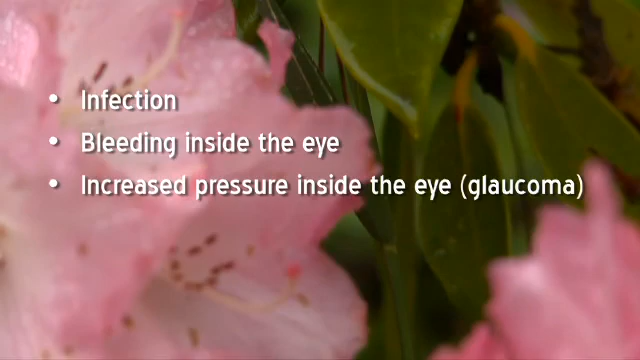 • Infection
• Bleeding inside the eye
• Increased pressure inside the eye (glaucoma)